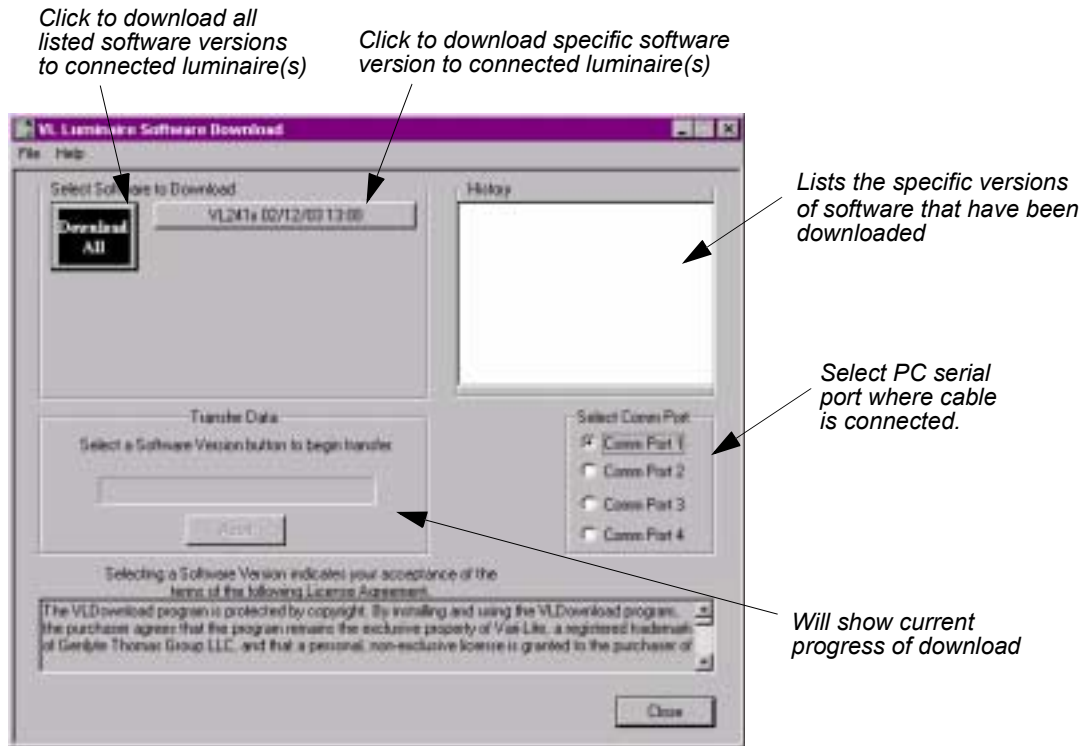 Click to download all
listed software versions
to connected luminaire(s)
Click to download specific software
version to connected luminaire(s)
VL Luminaire Software Download
File Help
Select Software to Download
Download
All
VL241x 02/12/03 13:00
History
Lists the specific versions
of software that have been
downloaded
Select PC serial
port where cable
is connected.
Transfer Data
Select a Software Version button to begin transfer
Select Comm Port
Comm Port 1
Comm Port 2
Comm Port 3
Comm Port 4
Selecting a Software Version indicates your acceptance of the
terms of the following License Agreement.
The VLDownload program is protected by copyright. By installing and using the VLDownload program,
the purchaser agrees that the program remains the exclusive property of Vari-Lite, a registered trademark
of Genlyte Thomas Group LLC, and that a personal, non-exclusive license is granted to the purchaser of
Will show current
progress of download
Close